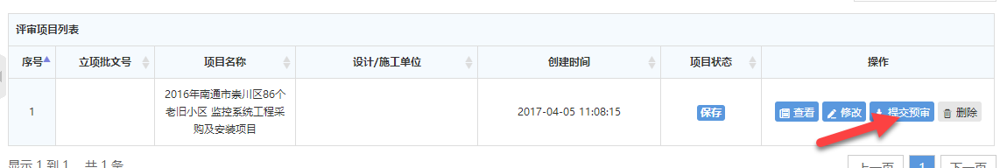 评审项目列表
序号 立项批文号 项目名称 设计/施工单位 创建时间 项目状态 操作
1 2016年南通市崇川区86个老旧小区 监控系统工程采购及安装项目 2017-04-05 11:08:15 保存 查看 修改 提交预审 删除
显示 1 到 1 ，共 1 条 上一页 1 下一页